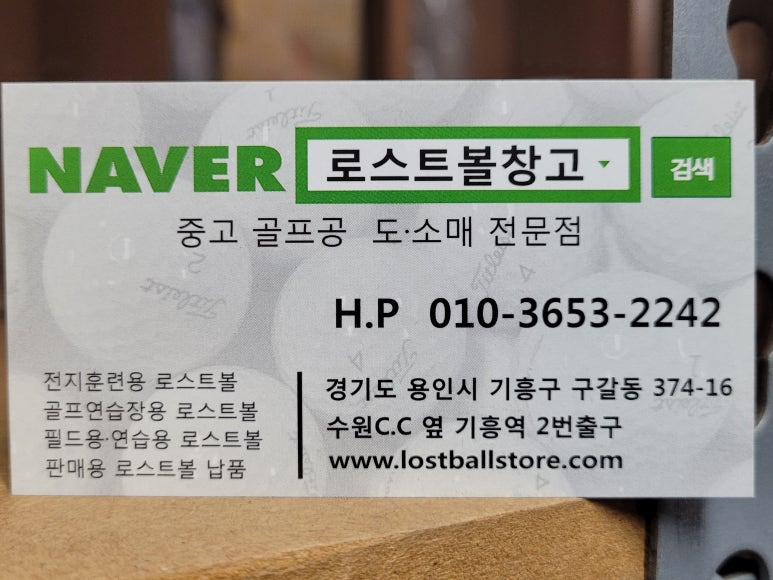 NAVER 로스트볼창고 검색
중고 골프공 도·소매 전문점
H.P 010-3653-2242
전지훈련용 로스트볼
골프연습장용 로스트볼
필드용·연습용 로스트볼
판매용 로스트볼 납품
경기도 용인시 기흥구 구갈동 374-16
수원C.C 옆 기흥역 2번출구
www.lostballstore.com
Titleist
Titleist
2